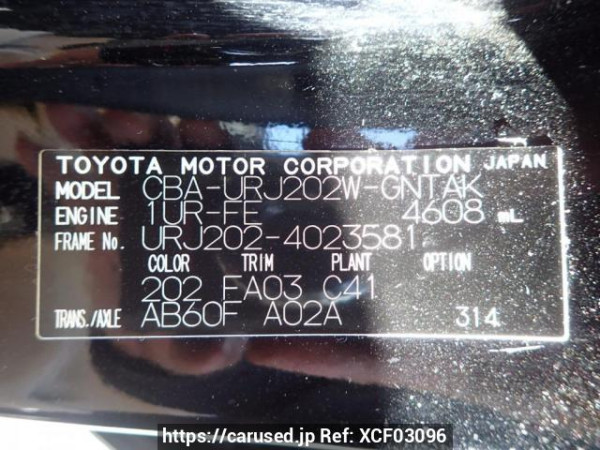 TOYOTA MOTOR CORPORATION JAPAN
MODEL CBA-URJ202W-GNTAK
ENGINE 1UR-FE 4608 mL
FRAME No. URJ202-4023581
COLOR TRIM PLANT OPTION
202 FA03 C41
TRANS./AXLE AB60F A02A 314
https://carused.jp Ref: XCF03096